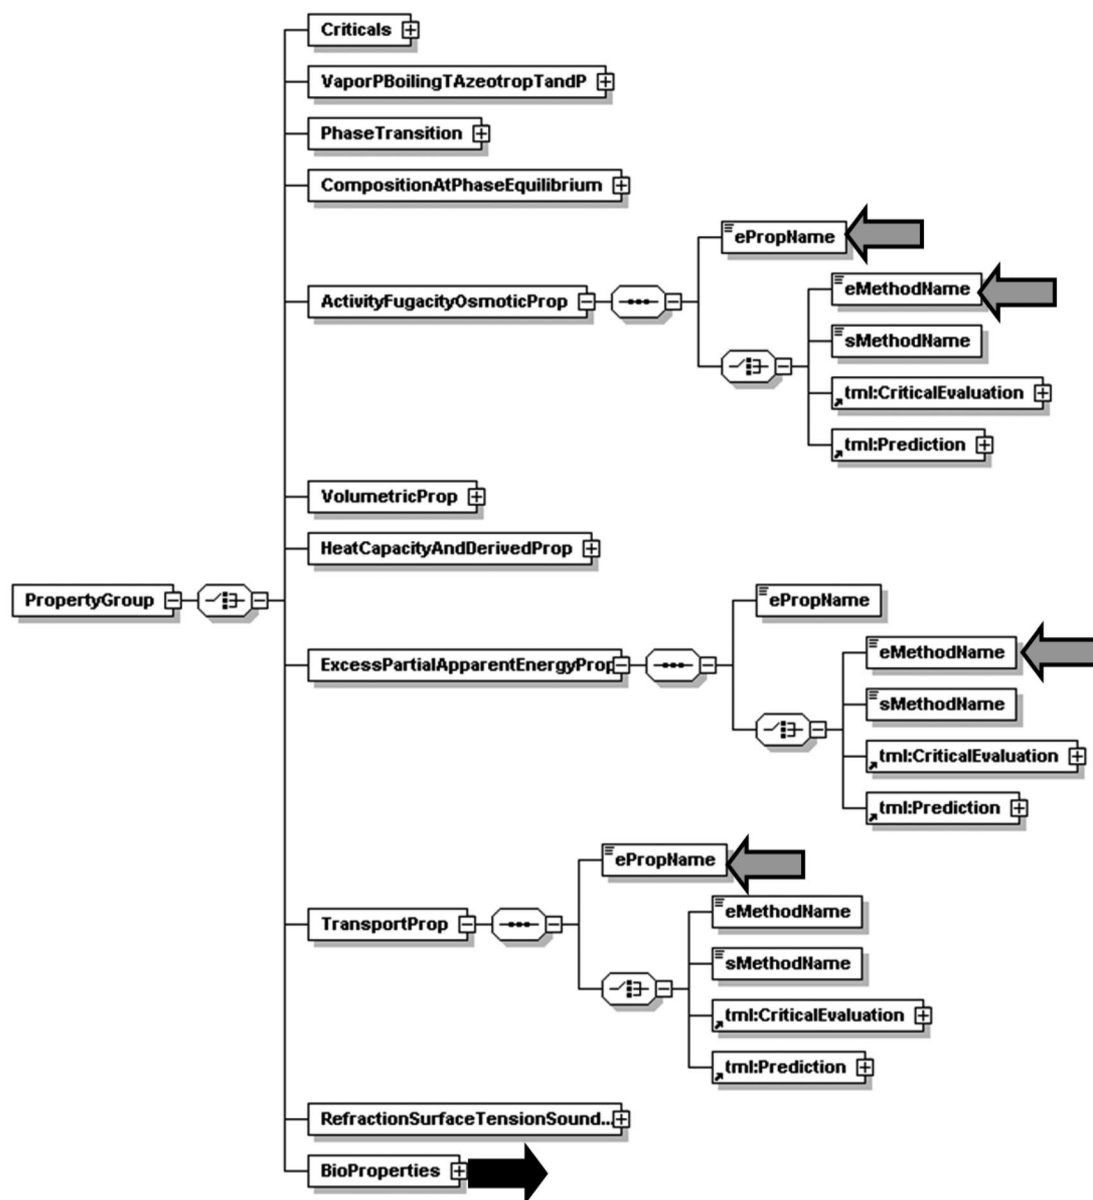 Criticals
VaporPBoilingTAzeotropTandP
PhaseTransition
CompositionAtPhaseEquilibrium
ePropName
eMethodName
ActivityFugacityOsmoticProp
sMethodName
tml:CriticalEvaluation
tml:Prediction
VolumetricProp
HeatCapacityAndDerivedProp
PropertyGroup
ePropName
eMethodName
ExcessPartialApparentEnergyProp
sMethodName
tml:CriticalEvaluation
tml:Prediction
ePropName
eMethodName
TransportProp
sMethodName
tml:CriticalEvaluation
tml:Prediction
RefractionSurfaceTensionSound...
BioProperties